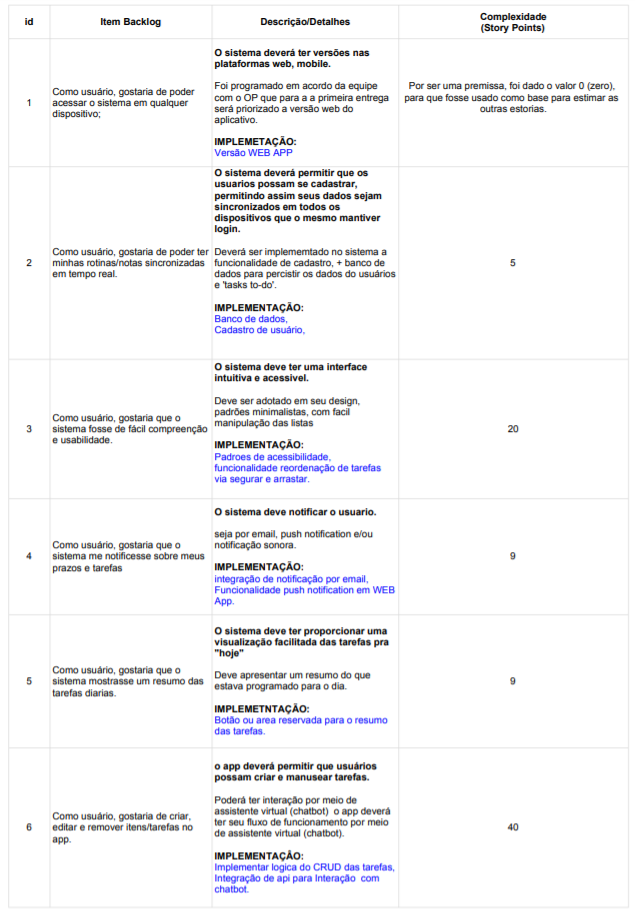 id
Item Backlog
Descrição/Detalhes
Complexidade
(Story Points)
1
Como usuário, gostaria de poder
acessar o sistema em qualquer
dispositivo;
O sistema deverá ter versões nas
plataformas web, mobile.
Foi programado em acordo da equipe
com o OP que para a a primeira entrega
será priorizado a versão web do
aplicativo.
IMPLEMETAÇÃO:
Versão WEB APP
Por ser uma premissa, foi dado o valor 0 (zero),
para que fosse usado como base para estimar as
outras estorias.
2
Como usuário, gostaria de poder ter
minhas rotinas/notas sincronizadas
em tempo real.
O sistema deverá permitir que os
usuarios possam se cadastrar,
permitindo assim seus dados sejam
sincronizados em todos os
dispositivos que o mesmo mantiver
login.
Deverá ser implememtado no sistema a
funcionalidade de cadastro, + banco de
dados para percistir os dados do usuários
e 'tasks to-do'.
IMPLEMENTAÇÃO:
Banco de dados,
Cadastro de usuário,
5
3
Como usuário, gostaria que o
sistema fosse de fácil compreenção
e usabilidade.
O sistema deve ter uma interface
intuitiva e acessivel.
Deve ser adotado em seu design,
padrões minimalistas, com facil
manipulação das listas
IMPLEMENTAÇÃO:
Padroes de acessibilidade,
funcionalidade reordenação de tarefas
via segurar e arrastar.
20
4
Como usuário, gostaria que o
sistema me notificesse sobre meus
prazos e tarefas
O sistema deve notificar o usuario.
seja por email, push notification e/ou
notificação sonora.
IMPLEMENTAÇÃO:
integração de notificação por email,
Funcionalidade push notification em WEB
App.
9
5
Como usuário, gostaria que o
sistema mostrasse um resumo das
tarefas diarias.
O sistema deve ter proporcionar uma
visualização facilitada das tarefas pra
"hoje"
Deve apresentar um resumo do que
estava programado para o dia.
IMPLEMETNTAÇÃO:
Botão ou area reservada para o resumo
das tarefas.
9
6
Como usuário, gostaria de criar,
editar e remover itens/tarefas no
app.
o app deverá permitir que usuários
possam criar e manusear tarefas.
Poderá ter interação por meio de
assistente virtual (chatbot) o app deverá
ter seu fluxo de funcionamento por meio
de assistente virtual (chatbot).
IMPLEMENTAÇÃO:
Implementar logica do CRUD das tarefas,
Integração de api para Interação com
chatbot.
40